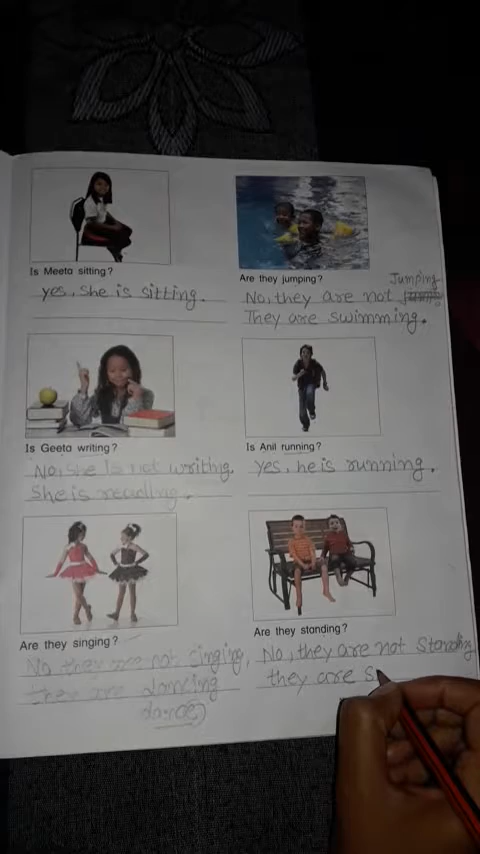 Is Meeta sitting?
yes, she is sitting.
Are they jumping?
Jumping
No, they are not
They are swimming.
Is Geeta writing?
No, she is not writing.
She is reading.
Is Anil running?
yes, he is running.
Are they singing?
No they are not singing,
they are dancing
dance
Are they standing?
No, they are not Standing
they are s